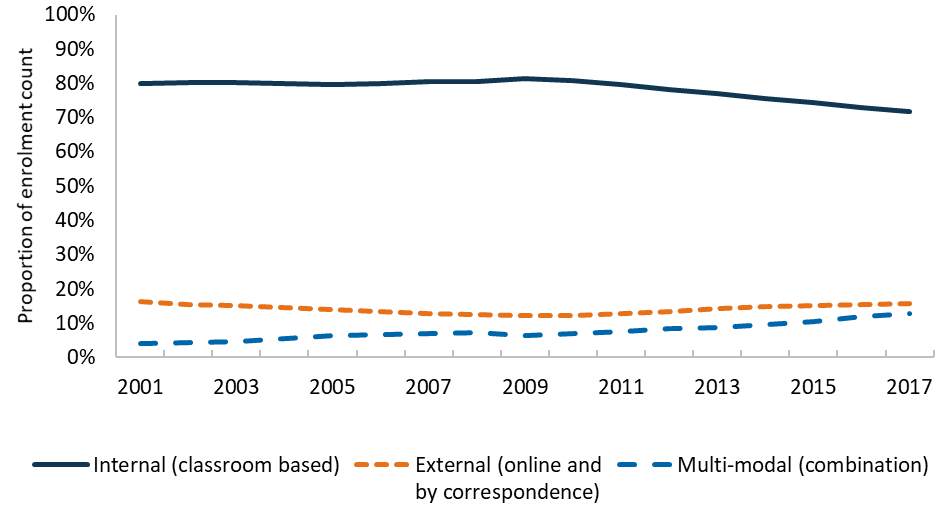 Proportion of enrolment count
100%
90%
80%
70%
60%
50%
40%
30%
20%
10%
0%
2001 2003 2005 2007 2009 2011 2013 2015 2017
Internal (classroom based)
External (online and
by correspondence)
Multi-modal (combination)